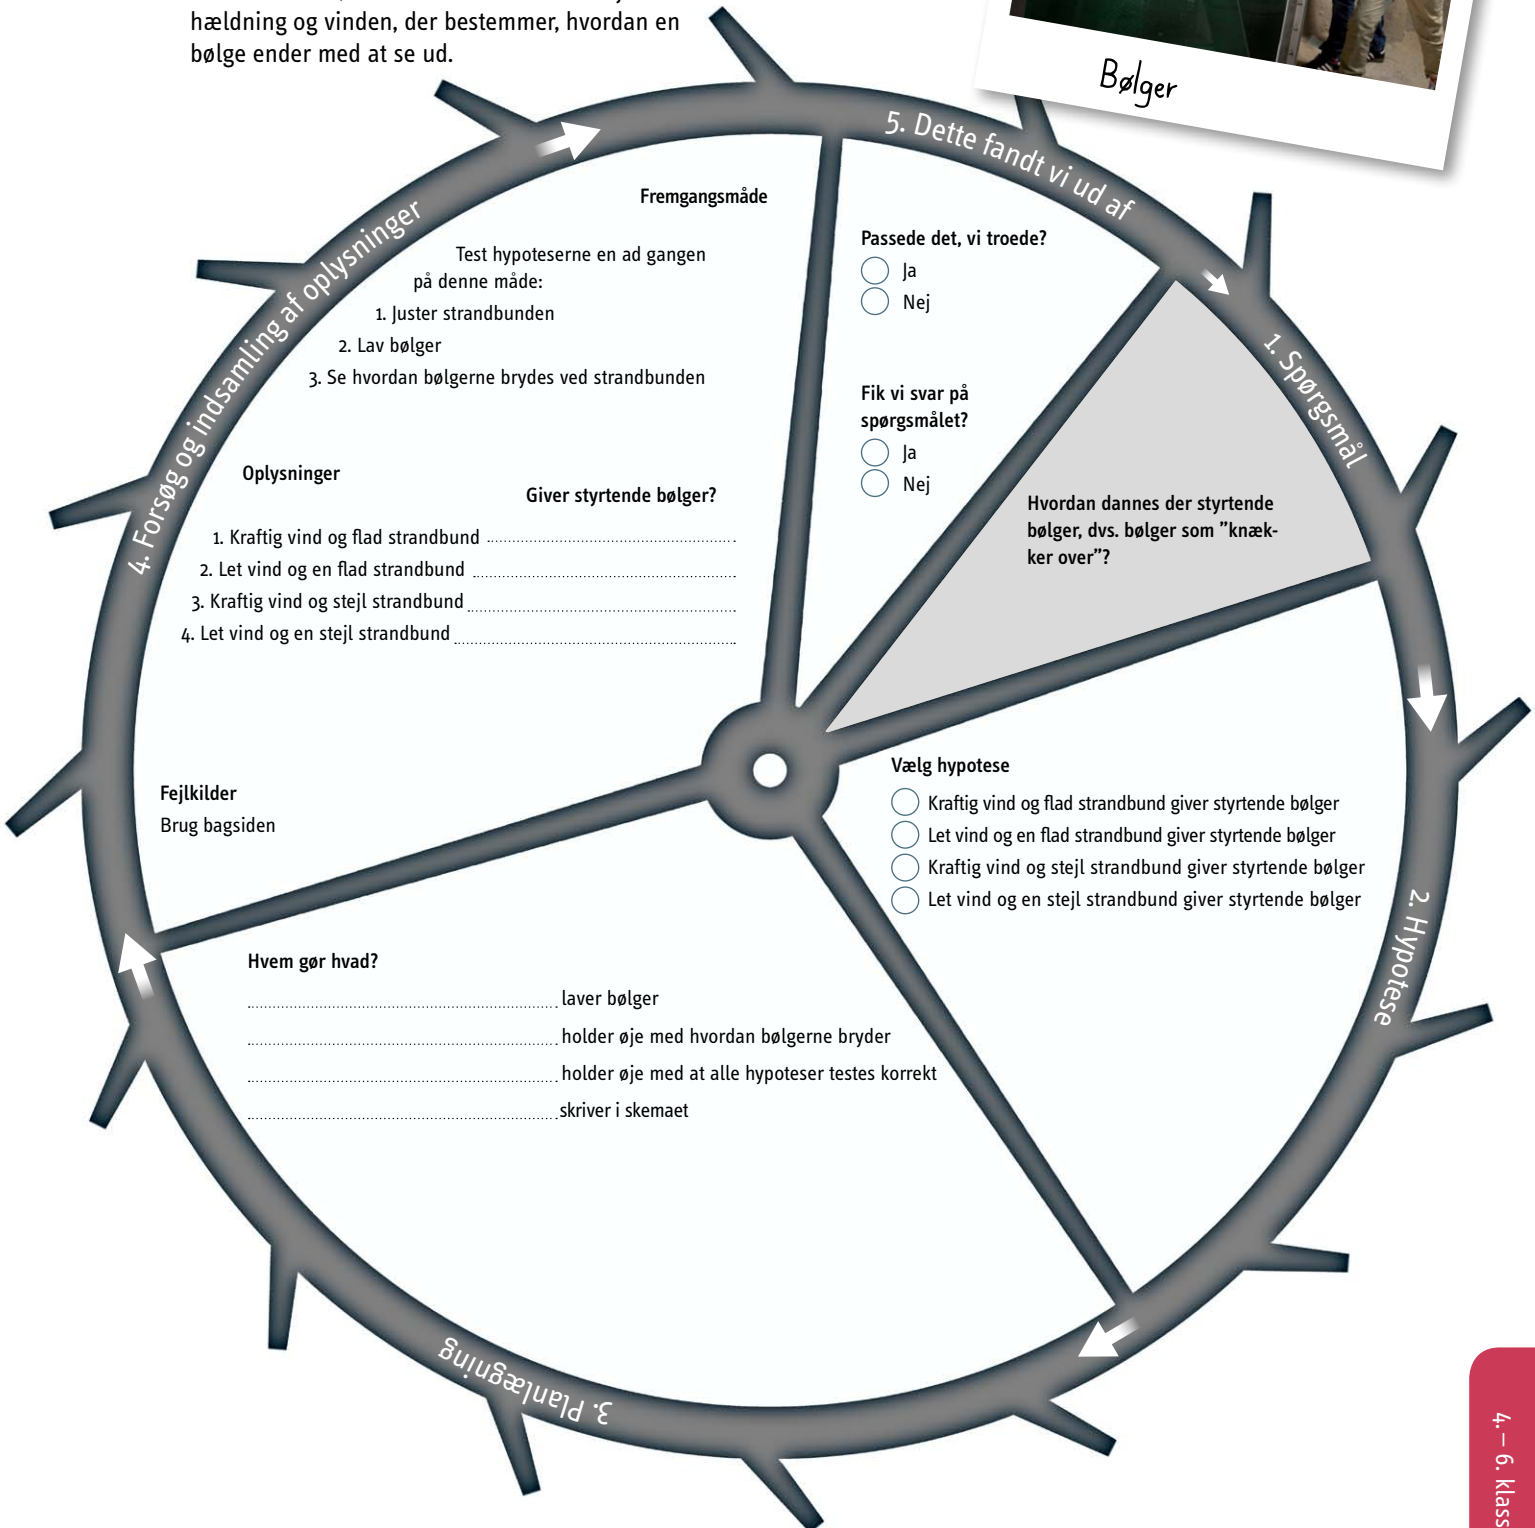 hældning og vinden, der bestemmer, hvordan en
bølge ender med at se ud.
Bølger
5. Dette fandt vi ud af
Passede det, vi troede?
Ja
Nej
Fik vi svar på
spørgsmålet?
Ja
Nej
1. Spørgsmål
Hvordan dannes der styrtende
bølger, dvs. bølger som ”knæk-
ker over”?
2. Hypotese
Vælg hypotese
Kraftig vind og flad strandbund giver styrtende bølger
Let vind og en flad strandbund giver styrtende bølger
Kraftig vind og stejl strandbund giver styrtende bølger
Let vind og en stejl strandbund giver styrtende bølger
3. Planlægning
Hvem gør hvad?
laver bølger
holder øje med hvordan bølgerne bryder
holder øje med at alle hypoteser testes korrekt
skriver i skemaet
4. Forsøg og indsamling af oplysninger
Fremgangsmåde
Test hypoteserne en ad gangen
på denne måde:
1. Juster strandbunden
2. Lav bølger
3. Se hvordan bølgerne brydes ved strandbunden
Oplysninger
Giver styrtende bølger?
1. Kraftig vind og flad strandbund
2. Let vind og en flad strandbund
3. Kraftig vind og stejl strandbund
4. Let vind og en stejl strandbund
Fejlkilder
Brug bagsiden
4. – 6. klass